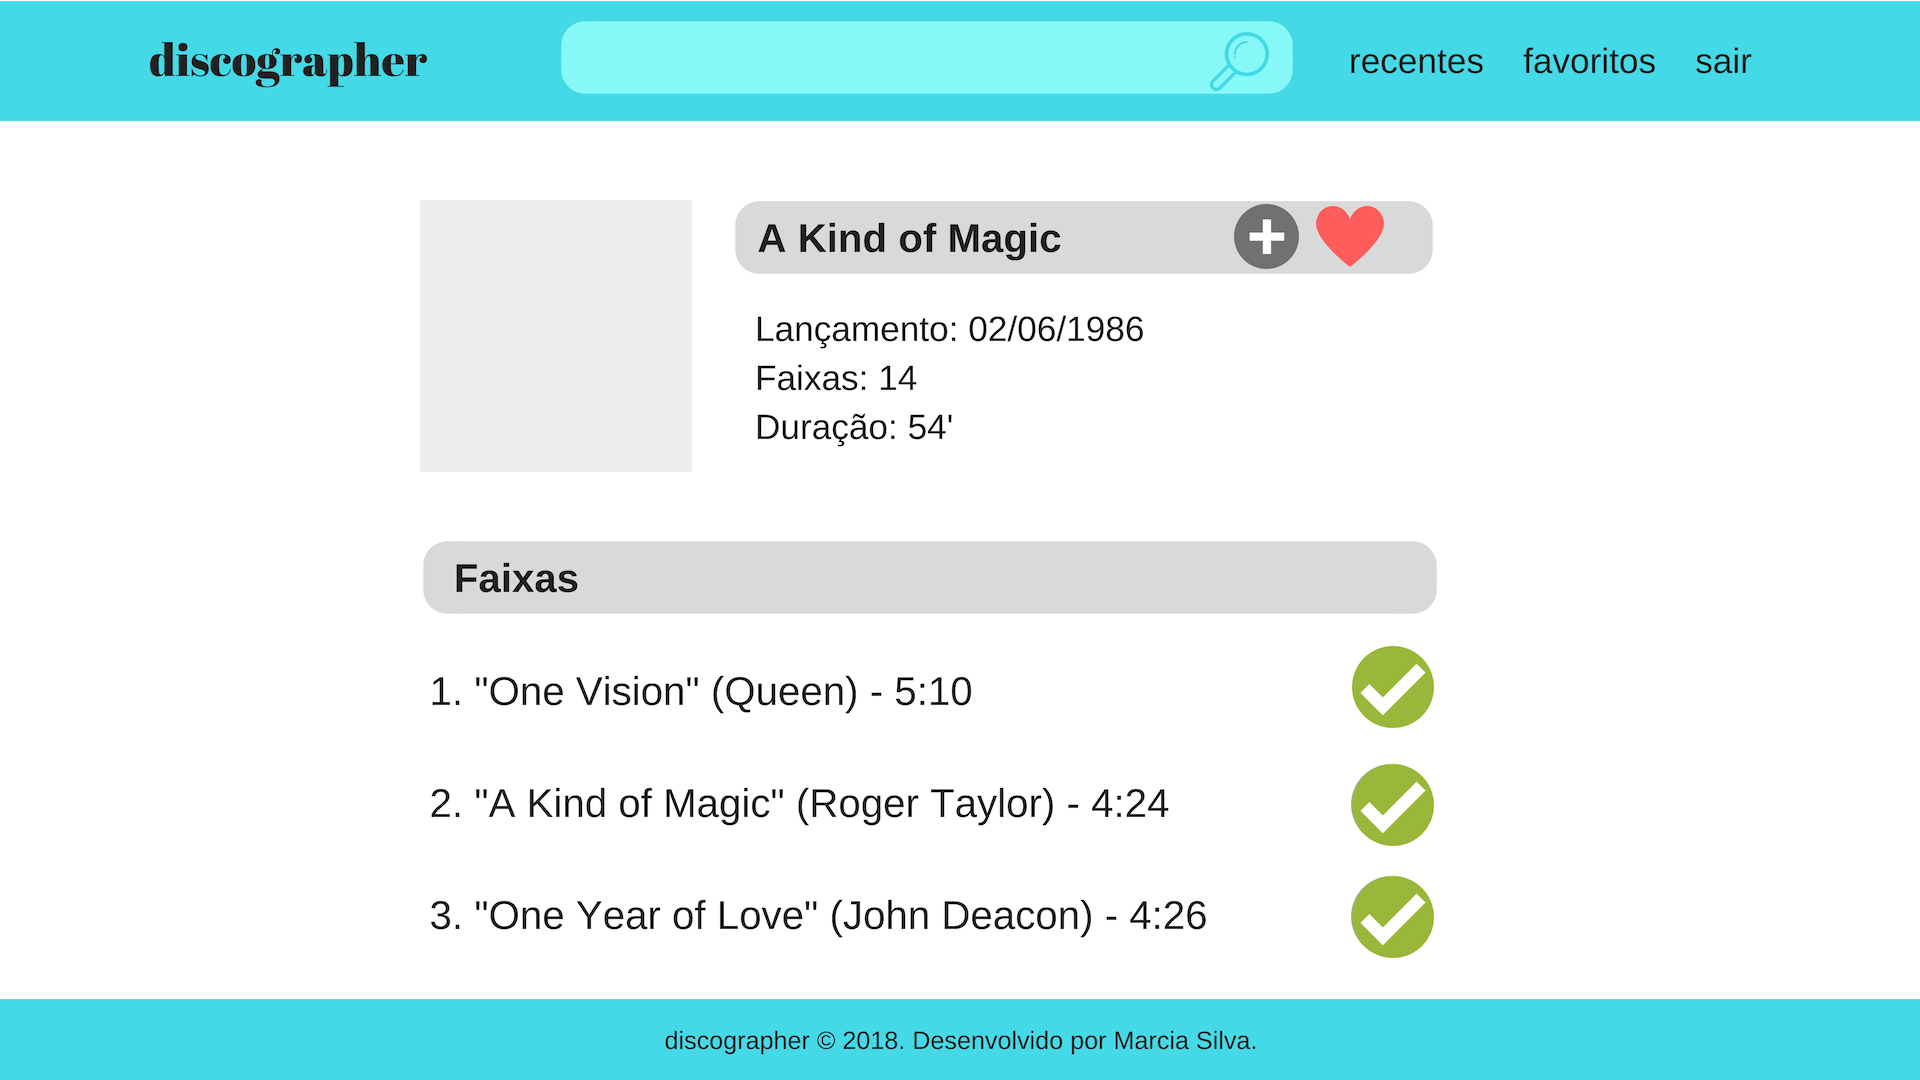 discographer
recentes favoritos sair
A Kind of Magic
Lançamento: 02/06/1986
Faixas: 14
Duração: 54'
Faixas
1. "One Vision" (Queen) - 5:10
2. "A Kind of Magic" (Roger Taylor) - 4:24
3. "One Year of Love" (John Deacon) - 4:26
discographer © 2018. Desenvolvido por Marcia Silva.